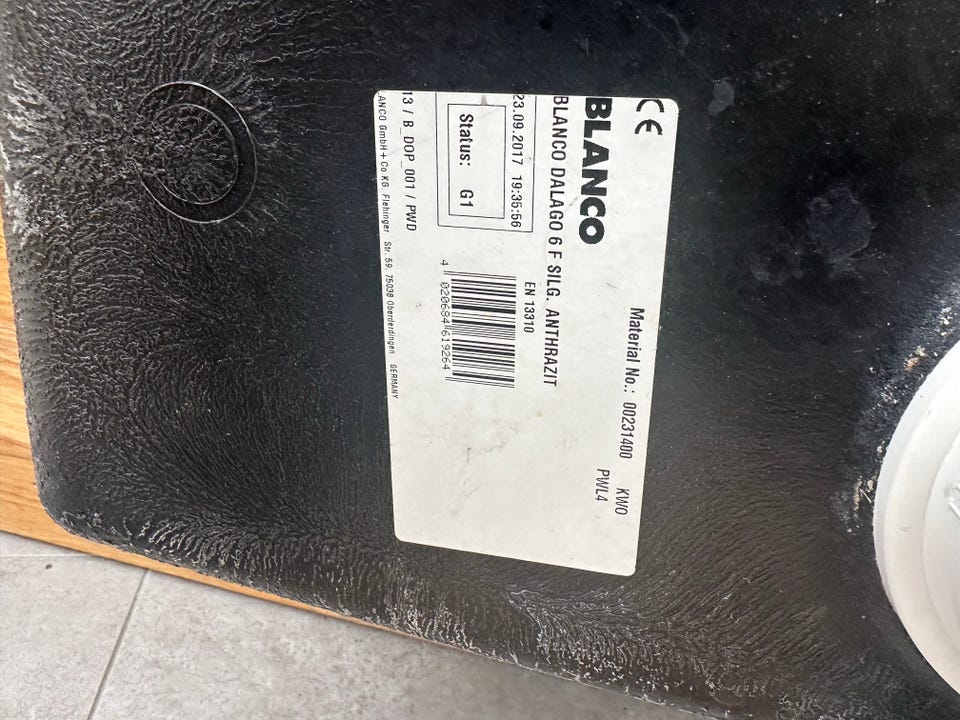 CE
BLANCO
Material No.: 00231400 KWO
PWL4
BLANCO DALAGO 6 F SILG. ANTHRAZIT
EN 13310
23.09.2017 19:35:56
Status: G1
4 020684 619264
13 / B_DOP_001 / PWD
ANCO GmbH + Co KG. Flehinger Str. 59, 75038 Oberderdingen GERMANY